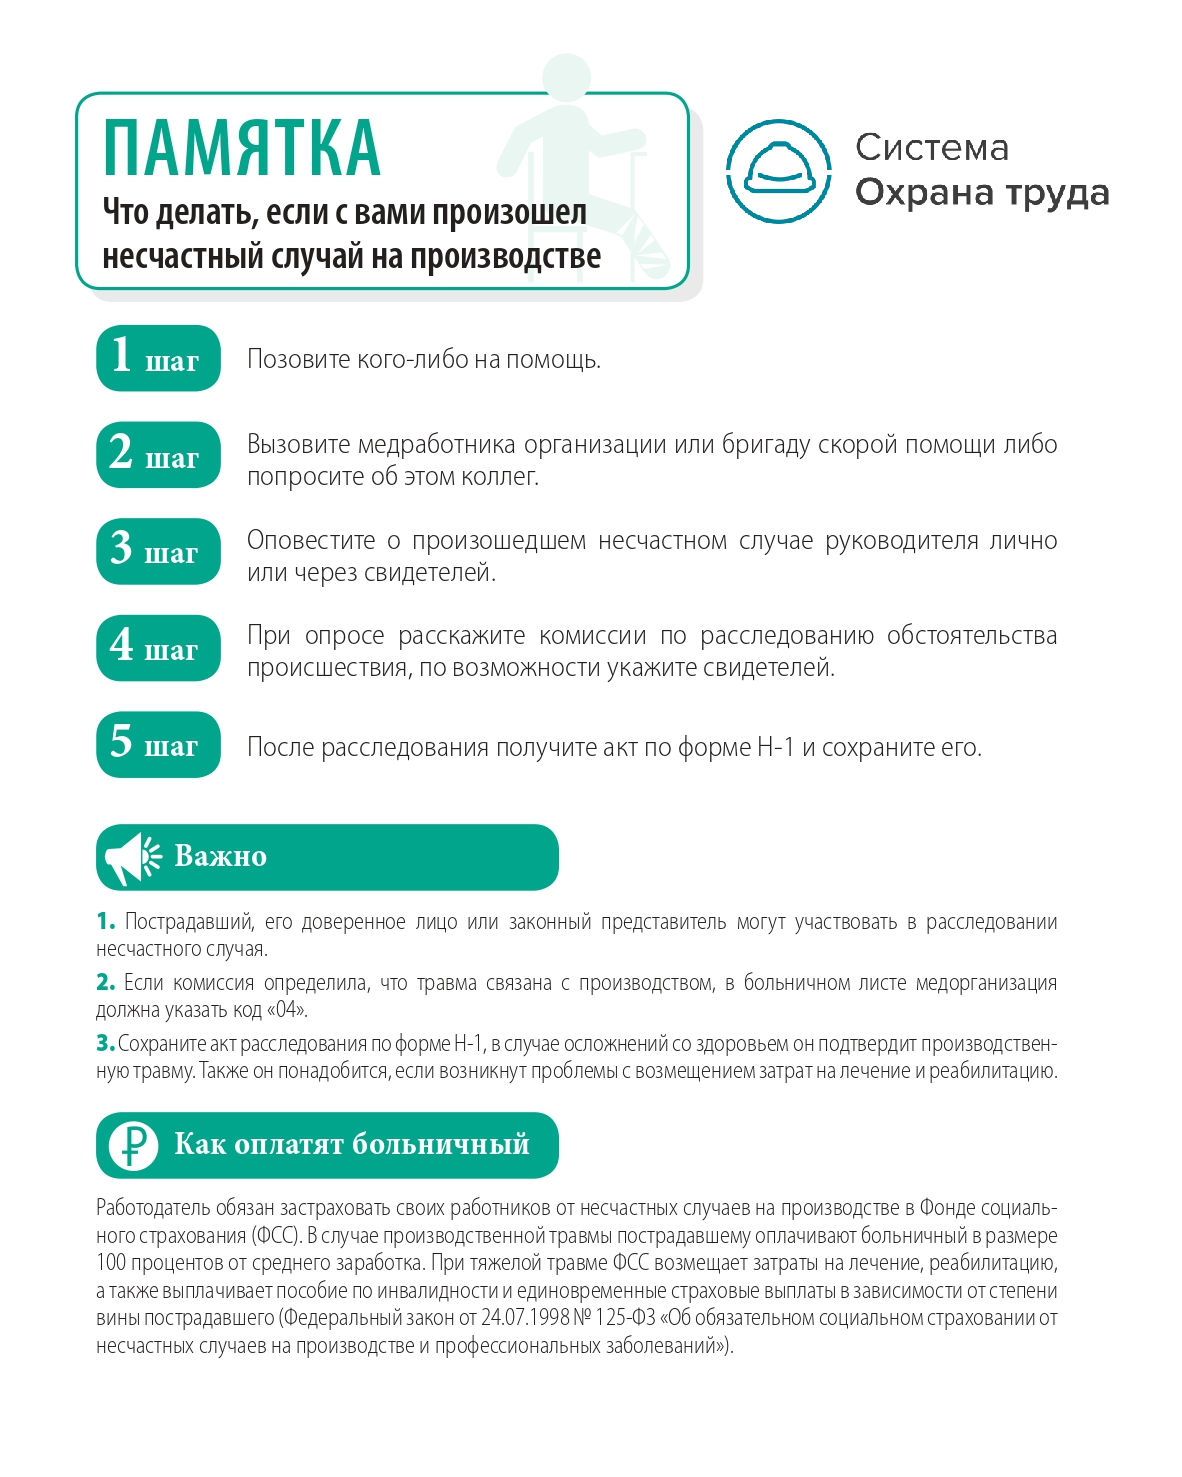 ПАМЯТКА
Что делать, если с вами произошел
несчастный случай на производстве
Система
Охрана труда
1 шаг
Позовите кого-либо на помощь.
2 шаг
Вызовите медработника организации или бригаду скорой помощи либо
попросите об этом коллег.
3 шаг
Оповестите о произошедшем несчастном случае руководителя лично
или через свидетелей.
4 шаг
При опросе расскажите комиссии по расследованию обстоятельства
происшествия, по возможности укажите свидетелей.
5 шаг
После расследования получите акт по форме Н-1 и сохраните его.
Важно
1. Пострадавший, его доверенное лицо или законный представитель могут участвовать в расследовании
несчастного случая.
2. Если комиссия определила, что травма связана с производством, в больничном листе медорганизация
должна указать код «04».
3. Сохраните акт расследования по форме Н-1, в случае осложнений со здоровьем он подтвердит производствен-
ную травму. Также он понадобится, если возникнут проблемы с возмещением затрат на лечение и реабилитацию.
Как оплатят больничный
Работодатель обязан застраховать своих работников от несчастных случаев на производстве в Фонде социаль-
ного страхования (ФСС). В случае производственной травмы пострадавшему оплачивают больничный в размере
100 процентов от среднего заработка. При тяжелой травме ФСС возмещает затраты на лечение, реабилитацию,
а также выплачивает пособие по инвалидности и единовременные страховые выплаты в зависимости от степени
вины пострадавшего (Федеральный закон от 24.07.1998 № 125-ФЗ «Об обязательном социальном страховании от
несчастных случаев на производстве и профессиональных заболеваний»).